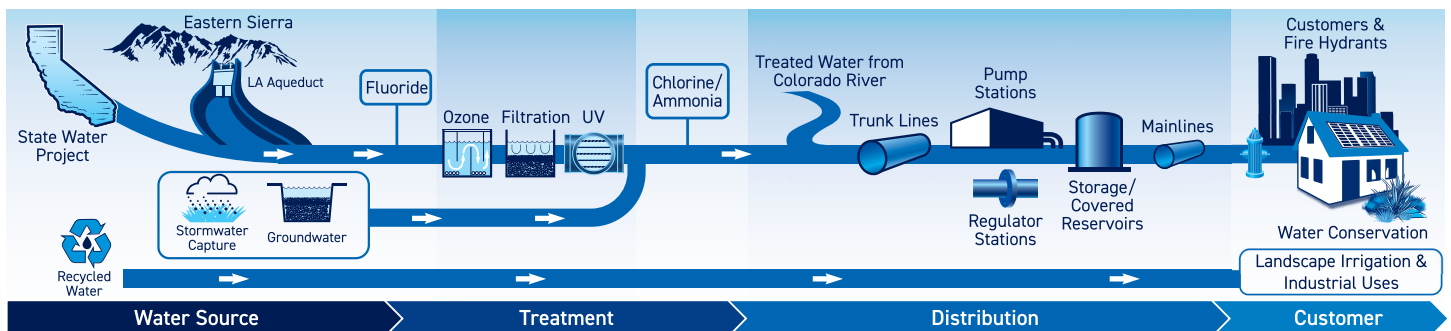 Eastern Sierra
LA Aqueduct
State Water
Project
Fluoride
Stormwater
Capture
Groundwater
Recycled
Water
Ozone
Filtration
UV
Chlorine/
Ammonia
Treated Water from
Colorado River
Trunk Lines
Pump
Stations
Regulator
Stations
Storage/
Covered
Reservoirs
Mainlines
Customers &
Fire Hydrants
Water Conservation
Landscape Irrigation &
Industrial Uses
Water Source
Treatment
Distribution
Customer